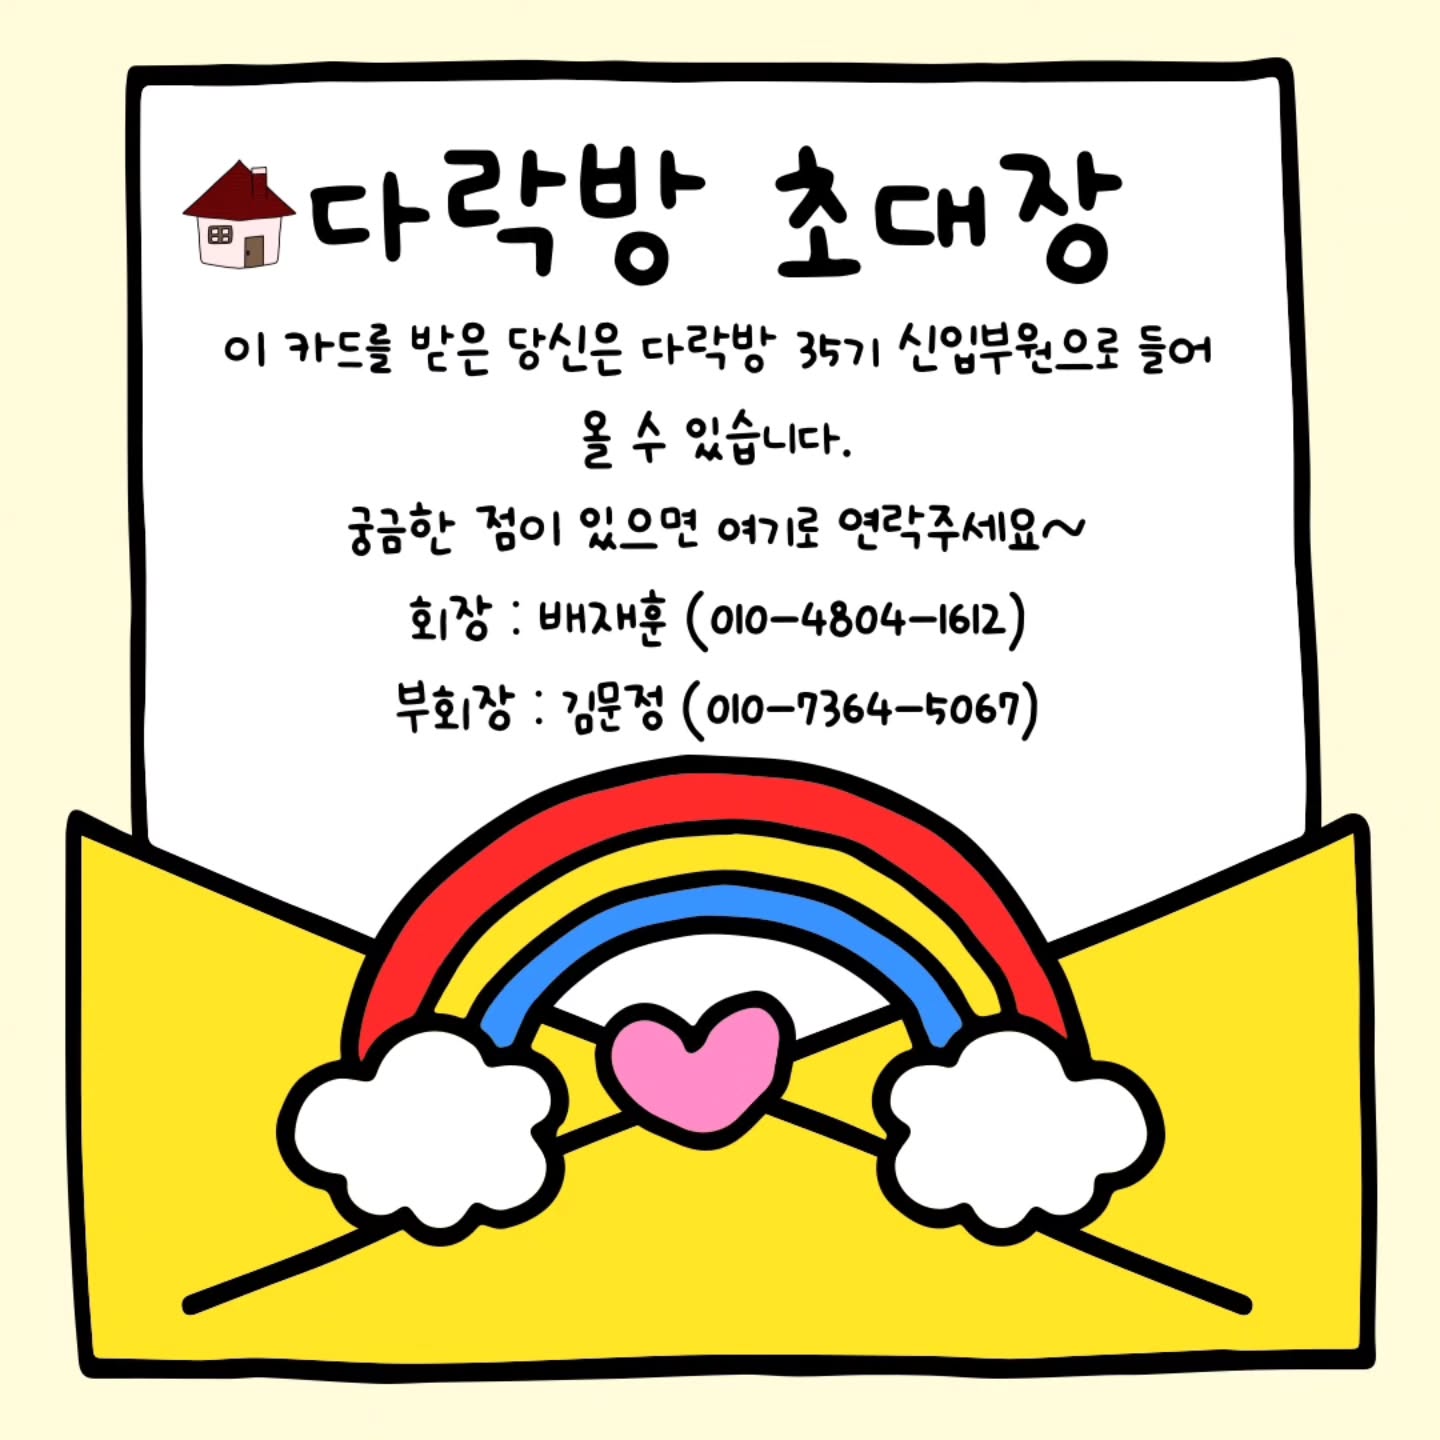 다락방 초대장
이 카드를 받은 당신은 다락방 35기 신입부원으로 들어
올 수 있습니다.
궁금한 점이 있으면 여기로 연락주세요~
회장 : 배재훈 (010-4804-1612)
부회장 : 김문정 (010-7364-5067)